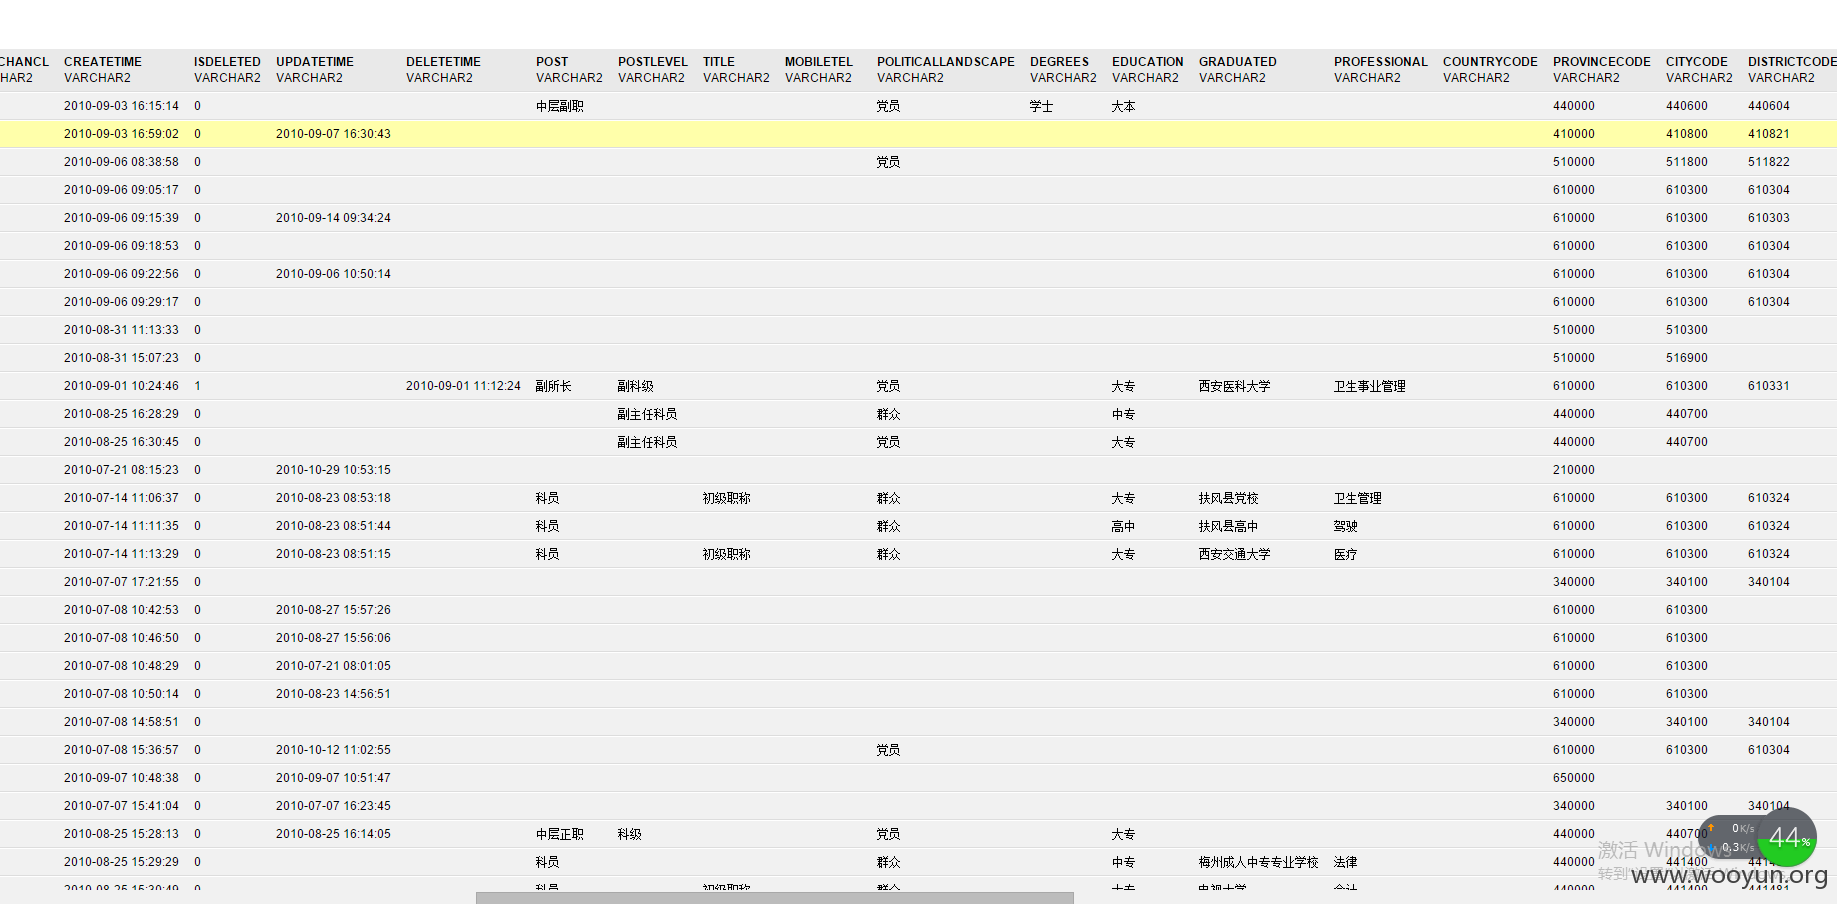 CHANCL CREATETIME ISDELETED UPDATETIME DELETETIME POST POSTLEVEL TITLE MOBILETEL POLITICALLANDSCAPE DEGREES EDUCATION GRADUATED PROFESSIONAL COUNTRYCODE PROVINCECODE CITYCODE DISTRICTCODE
HAR2 VARCHAR2 VARCHAR2 VARCHAR2 VARCHAR2 VARCHAR2 VARCHAR2 VARCHAR2 VARCHAR2 VARCHAR2 VARCHAR2 VARCHAR2 VARCHAR2 VARCHAR2 VARCHAR2 VARCHAR2 VARCHAR2 VARCHAR2
2010-09-03 16:15:14 0 中层副职 党员 学士 大本 440000 440600 440604
2010-09-03 16:59:02 0 2010-09-07 16:30:43 410000 410800 410821
2010-09-06 08:38:58 0 党员 510000 511800 511822
2010-09-06 09:05:17 0 610000 610300 610304
2010-09-06 09:15:39 0 2010-09-14 09:34:24 610000 610300 610303
2010-09-06 09:18:53 0 610000 610300 610304
2010-09-06 09:22:56 0 2010-09-06 10:50:14 610000 610300 610304
2010-09-06 09:29:17 0 610000 610300 610304
2010-08-31 11:13:33 0 510000 510300
2010-08-31 15:07:23 0 510000 516900
2010-09-01 10:24:46 1 2010-09-01 11:12:24 副所长 副科级 党员 大专 西安医科大学 卫生事业管理 610000 610300 610331
2010-08-25 16:28:29 0 副主任科员 群众 中专 440000 440700
2010-08-25 16:30:45 0 副主任科员 党员 大专 440000 440700
2010-07-21 08:15:23 0 2010-10-29 10:53:15 210000
2010-07-14 11:06:37 0 2010-08-23 08:53:18 科员 初级职称 群众 大专 扶风县党校 卫生管理 610000 610300 610324
2010-07-14 11:11:35 0 2010-08-23 08:51:44 科员 群众 高中 扶风县高中 驾驶 610000 610300 610324
2010-07-14 11:13:29 0 2010-08-23 08:51:15 科员 初级职称 群众 大专 西安交通大学 医疗 610000 610300 610324
2010-07-07 17:21:55 0 340000 340100 340104
2010-07-08 10:42:53 0 2010-08-27 15:57:26 610000 610300
2010-07-08 10:46:50 0 2010-08-27 15:56:06 610000 610300
2010-07-08 10:48:29 0 2010-07-21 08:01:05 610000 610300
2010-07-08 10:50:14 0 2010-08-23 14:56:51 610000 610300
2010-07-08 14:58:51 0 340000 340100 340104
2010-07-08 15:36:57 0 2010-10-12 11:02:55 党员 610000 610300 610304
2010-09-07 10:48:38 0 2010-09-07 10:51:47 650000
2010-07-07 15:41:04 0 2010-07-07 16:23:45 340000 340100 340104
2010-08-25 15:28:13 0 2010-08-25 16:14:05 中层正职 科级 党员 大专 440000 440700
0K/s
44%
0.3K/s
激活 Windows
2010-08-25 15:29:29 0 科员 群众 中专 梅州成人中专专业学校 法律 440000 441400
www.wooyun.org
2010-08-25 15:30:49 0 科员 初级职称 群众 大专 电视大学 会计 440000 441400 441481